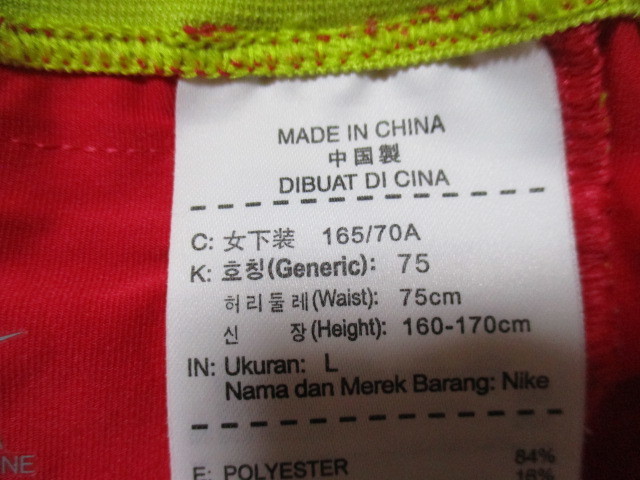 MADE IN CHINA
中国製
DIBUAT DI CINA
C: 女下装 165/70A
K: 호칭(Generic): 75
허리둘레(Waist): 75cm
신 장(Height): 160-170cm
IN: Ukuran: L
Nama dan Merek Barang: Nike
E: POLYESTER 84%
16%
NE